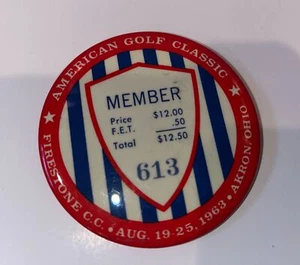 ★ AMERICAN GOLF CLASSIC ★
MEMBER
Price $12.00
F.E.T. .50
Total $12.50
613
FIRESTONE C.C. • AUG. 19-25, 1963 • AKRON, OHIO